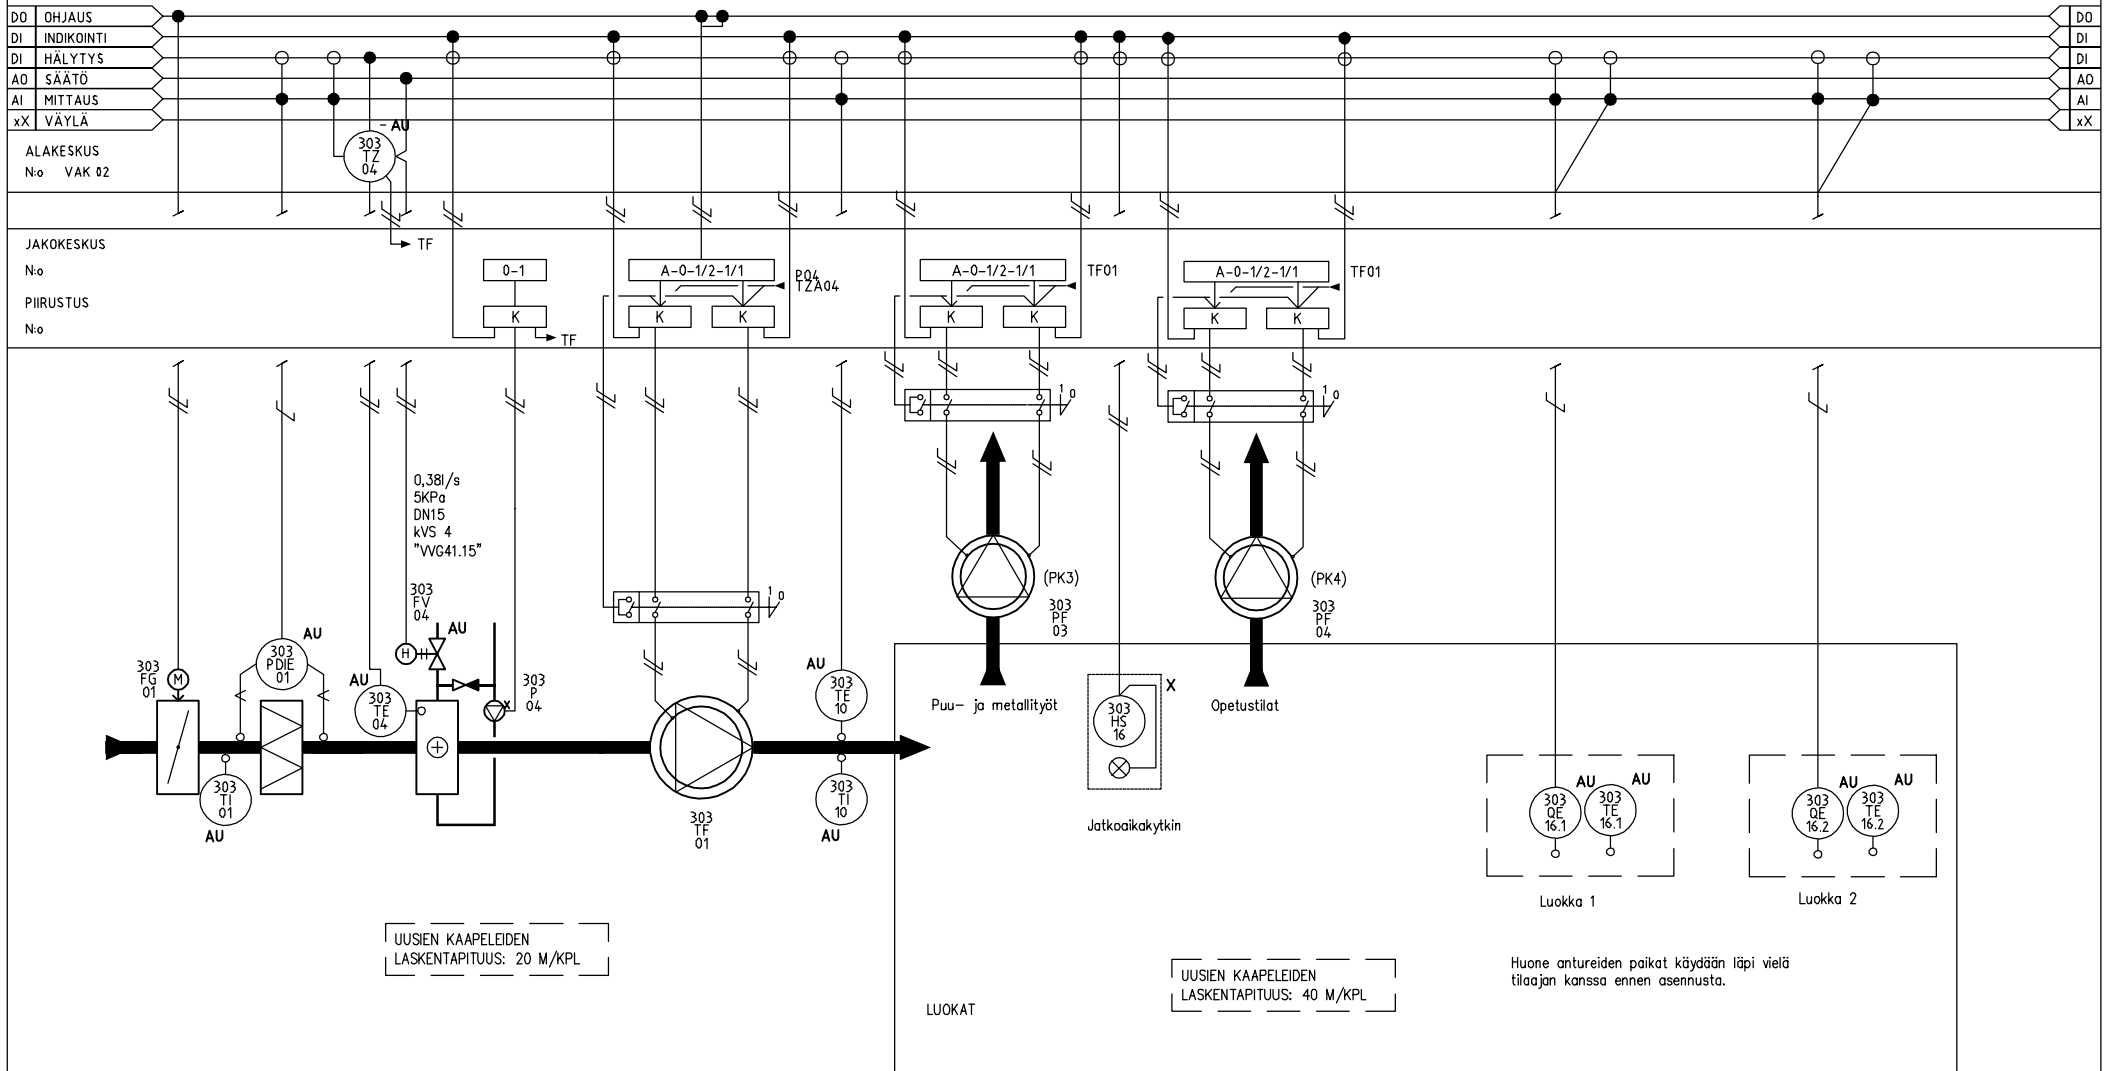 DO OHJAUS DO
DI INDIKOINTI DI
DI HÄLYTYS DI
AO SÄÄTÖ AO
AI MITTAUS AI
xX VÄYLÄ xX
- AU
303
TZ
04
ALAKESKUS
N:o VAK 02
JAKOKESKUS
N:o
PIIRUSTUS
N:o
TF
0-1
K
TF
A-0-1/2-1/1
K K
P04
TZA04
A-0-1/2-1/1
K K
TF01
A-0-1/2-1/1
K K
TF01
1 0
1 0
0,38l/s
5KPa
DN15
kVS 4
"VVG41.15"
303
FV
04
AU
H
1 0
(PK3)
303
PF
03
(PK4)
303
PF
04
303
FG
01
M
AU
303
PDIE
01
AU
303
TE
04
303
P
04
x
AU
303
TE
10
303
TI
01
AU
303
TF
01
303
TI
10
AU
Puu- ja metallityöt
Opetustilat
303
HS
16
X
Jatkoaikakytkin
AU AU
303
QE
16.1
303
TE
16.1
Luokka 1
AU AU
303
QE
16.2
303
TE
16.2
Luokka 2
UUSIEN KAAPELEIDEN
LASKENTAPITUUS: 20 M/KPL
UUSIEN KAAPELEIDEN
LASKENTAPITUUS: 40 M/KPL
Huone antureiden paikat käydään läpi vielä
tilaajan kanssa ennen asennusta.
LUOKAT